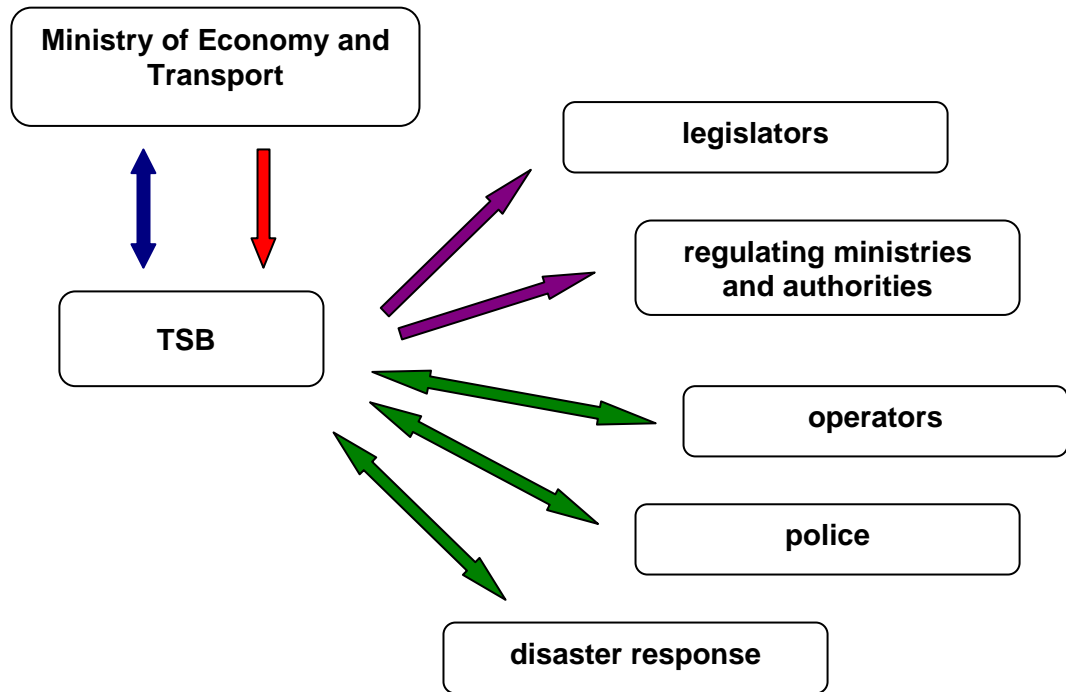 Ministry of Economy and
Transport
legislators
regulating ministries
and authorities
TSB
operators
police
disaster response